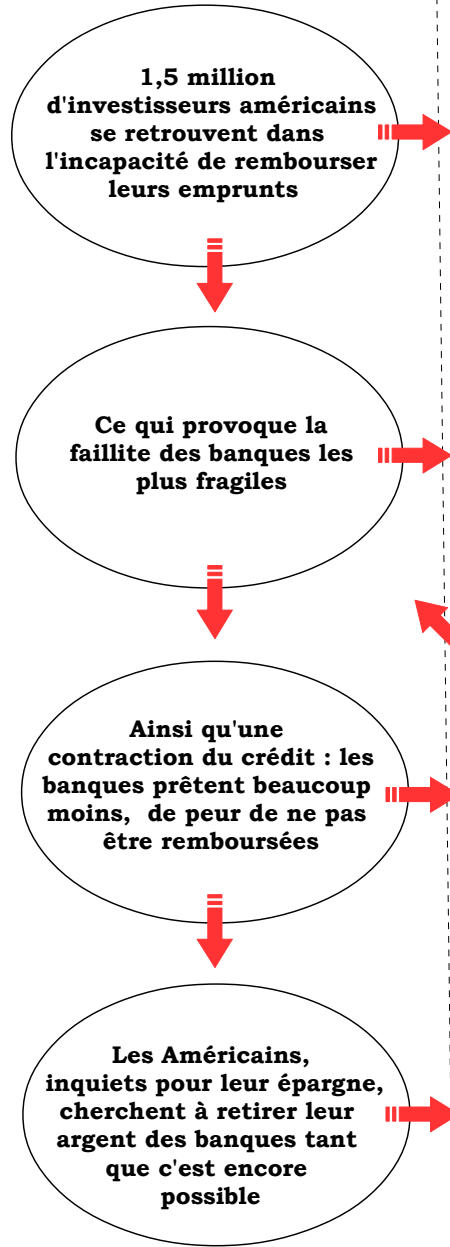 1,5 million
d'investisseurs américains
se retrouvent dans
l'incapacité de rembourser
leurs emprunts
Ce qui provoque la
faillite des banques les
plus fragiles
Ainsi qu'une
contraction du crédit : les
banques prêtent beaucoup
moins, de peur de ne pas
être remboursées
Les Américains,
inquiets pour leur épargne,
cherchent à retirer leur
argent des banques tant
que c'est encore
possible